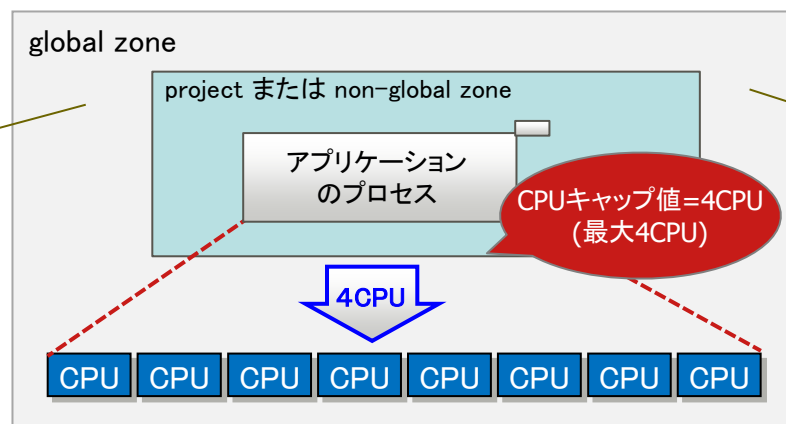 global zone
project または non-global zone
アプリケーション
のプロセス
CPUキャップ値=4CPU
(最大4CPU)
4CPU
CPU CPU CPU CPU CPU CPU CPU CPU